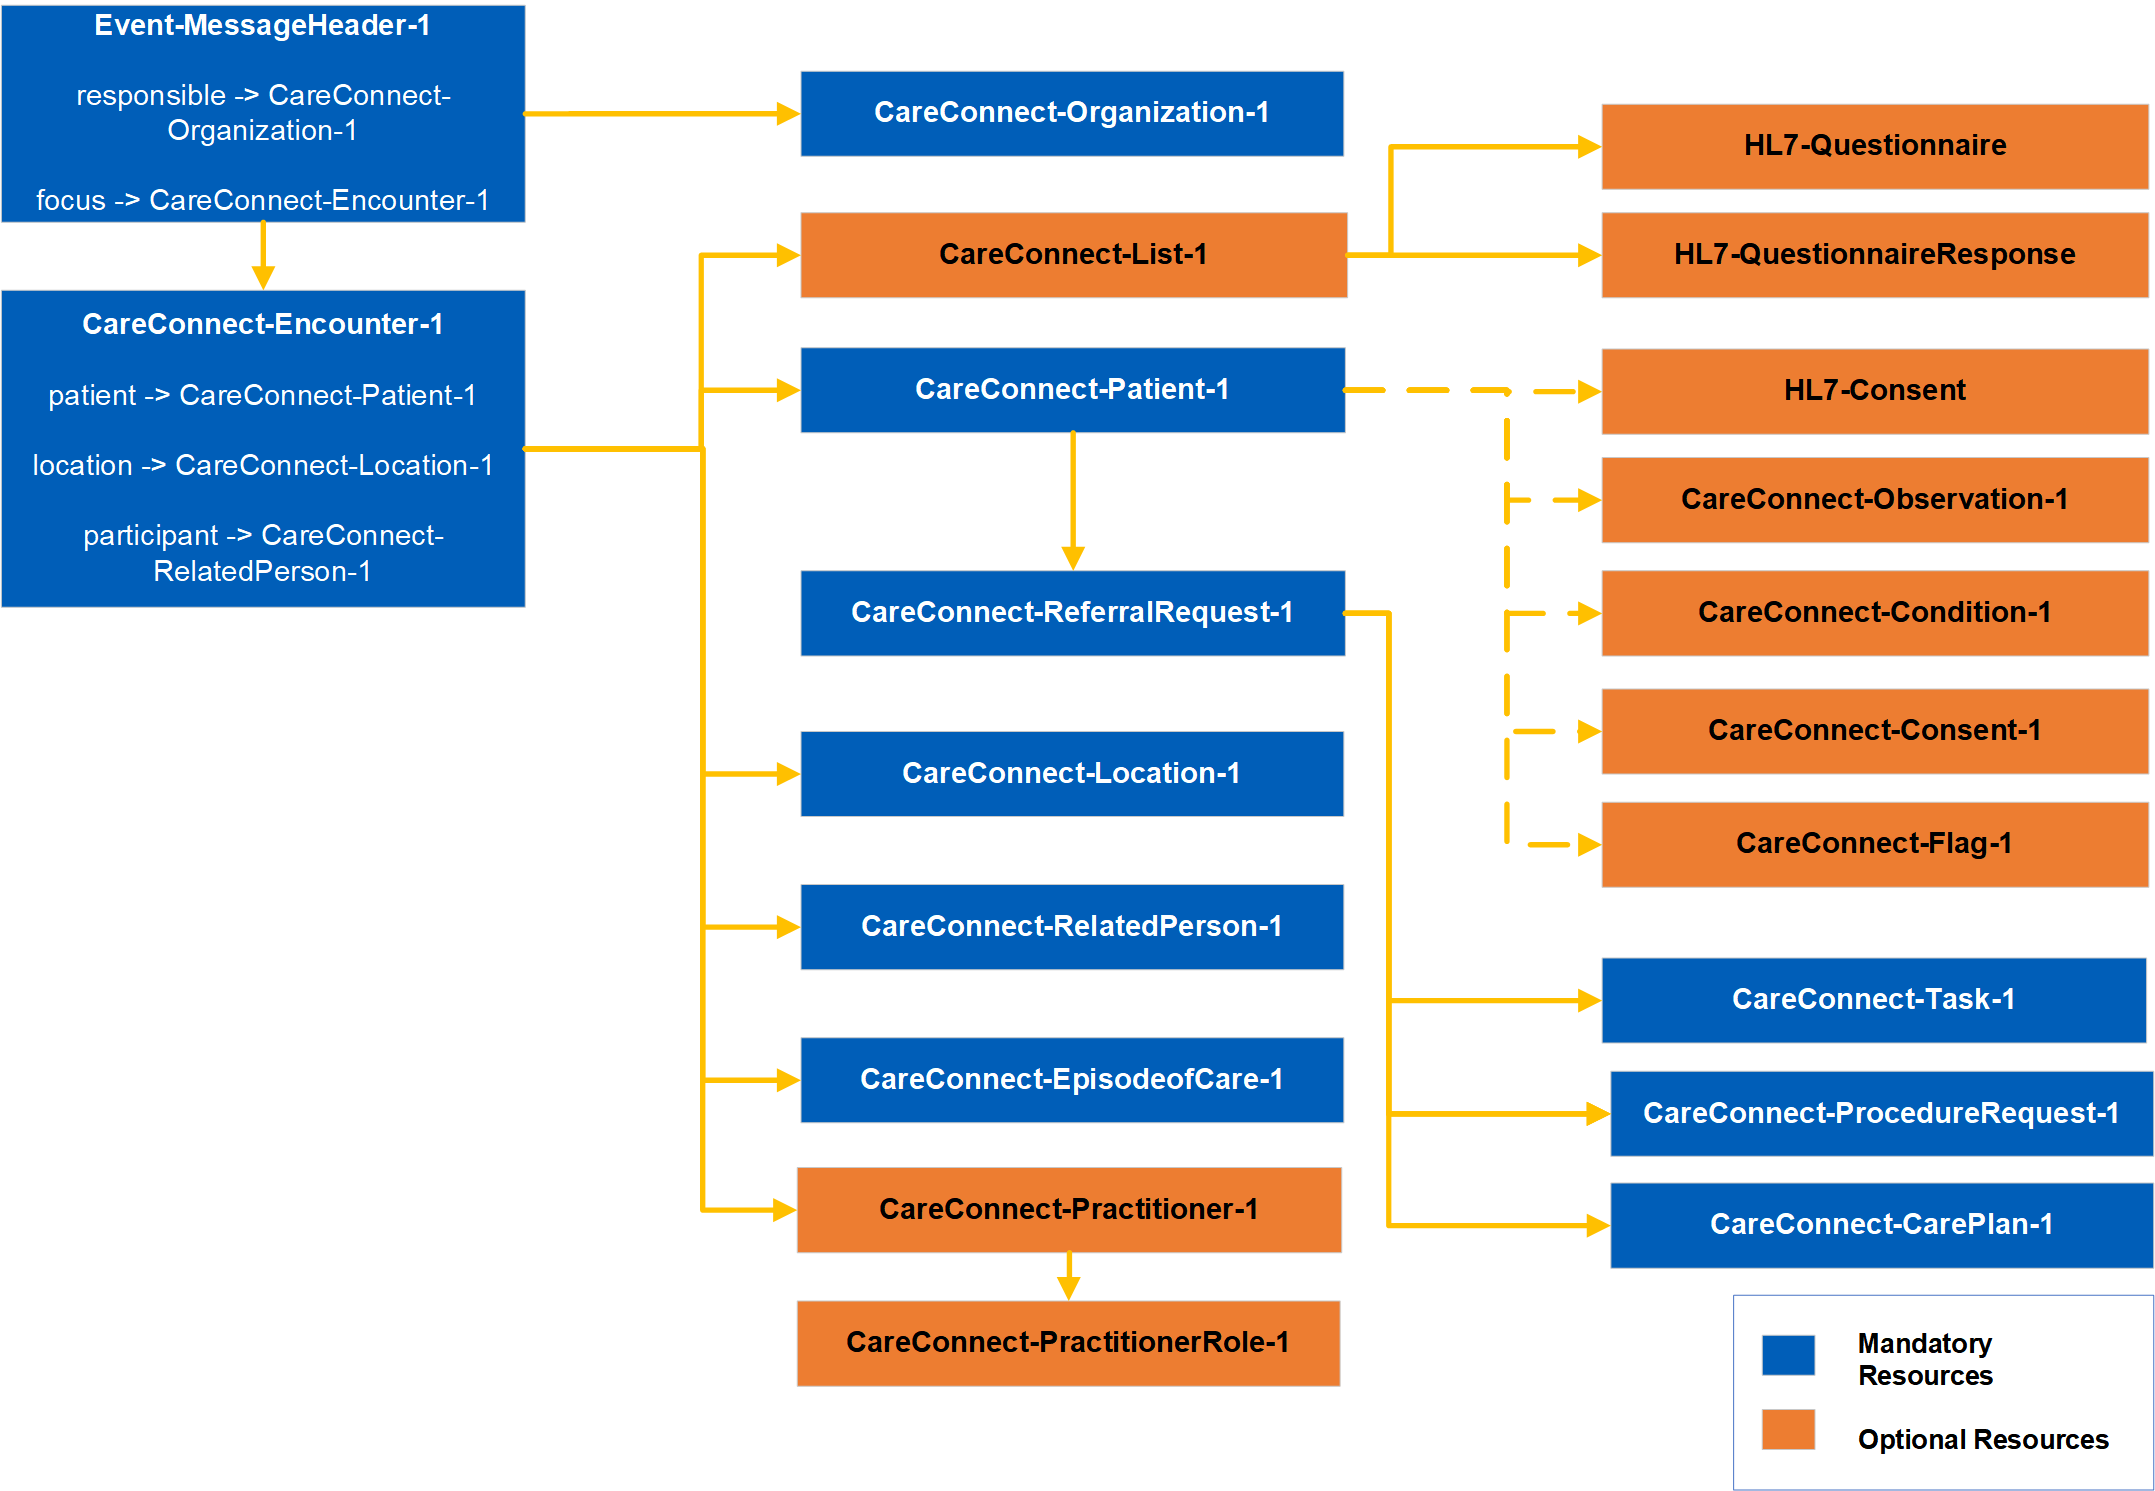 Event-MessageHeader-1
responsible -> CareConnect-
Organization-1
focus -> CareConnect-Encounter-1
CareConnect-Encounter-1
patient -> CareConnect-Patient-1
location -> CareConnect-Location-1
participant -> CareConnect-
RelatedPerson-1
CareConnect-Organization-1
CareConnect-List-1
CareConnect-Patient-1
CareConnect-ReferralRequest-1
CareConnect-Location-1
CareConnect-RelatedPerson-1
CareConnect-EpisodeofCare-1
CareConnect-Practitioner-1
CareConnect-PractitionerRole-1
HL7-Questionnaire
HL7-QuestionnaireResponse
HL7-Consent
CareConnect-Observation-1
CareConnect-Condition-1
CareConnect-Consent-1
CareConnect-Flag-1
CareConnect-Task-1
CareConnect-ProcedureRequest-1
CareConnect-CarePlan-1
Mandatory
Resources
Optional Resources